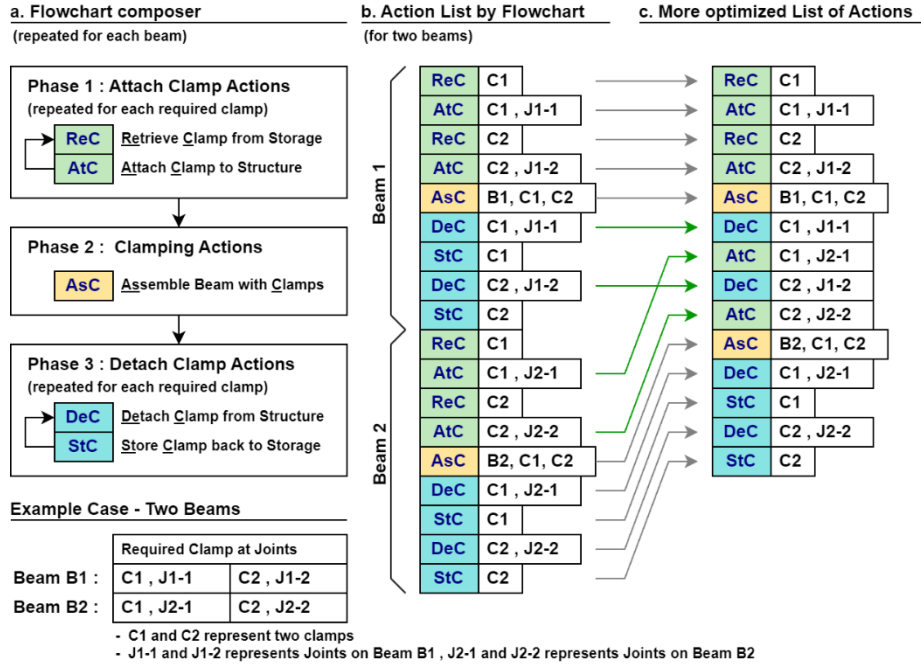 a. Flowchart composer
(repeated for each beam)
Phase 1 : Attach Clamp Actions
(repeated for each required clamp)
ReC Retrieve Clamp from Storage
AtC Attach Clamp to Structure
Phase 2 : Clamping Actions
AsC Assemble Beam with Clamps
Phase 3 : Detach Clamp Actions
(repeated for each required clamp)
DeC Detach Clamp from Structure
StC Store Clamp back to Storage
Example Case - Two Beams
Required Clamp at Joints
Beam B1 : C1 , J1-1 C2 , J1-2
Beam B2 : C1 , J2-1 C2 , J2-2
- C1 and C2 represent two clamps
- J1-1 and J1-2 represents Joints on Beam B1 , J2-1 and J2-2 represents Joints on Beam B2
b. Action List by Flowchart
(for two beams)
Beam 1
ReC C1
AtC C1 , J1-1
ReC C2
AtC C2 , J1-2
AsC B1, C1, C2
DeC C1 , J1-1
StC C1
DeC C2 , J1-2
StC C2
Beam 2
ReC C1
AtC C1 , J2-1
ReC C2
AtC C2 , J2-2
AsC B2, C1, C2
DeC C1 , J2-1
StC C1
DeC C2 , J2-2
StC C2
c. More optimized List of Actions
ReC C1
AtC C1 , J1-1
ReC C2
AtC C2 , J1-2
AsC B1, C1, C2
DeC C1 , J1-1
AtC C1 , J2-1
DeC C2 , J1-2
AtC C2 , J2-2
AsC B2, C1, C2
DeC C1 , J2-1
StC C1
DeC C2 , J2-2
StC C2